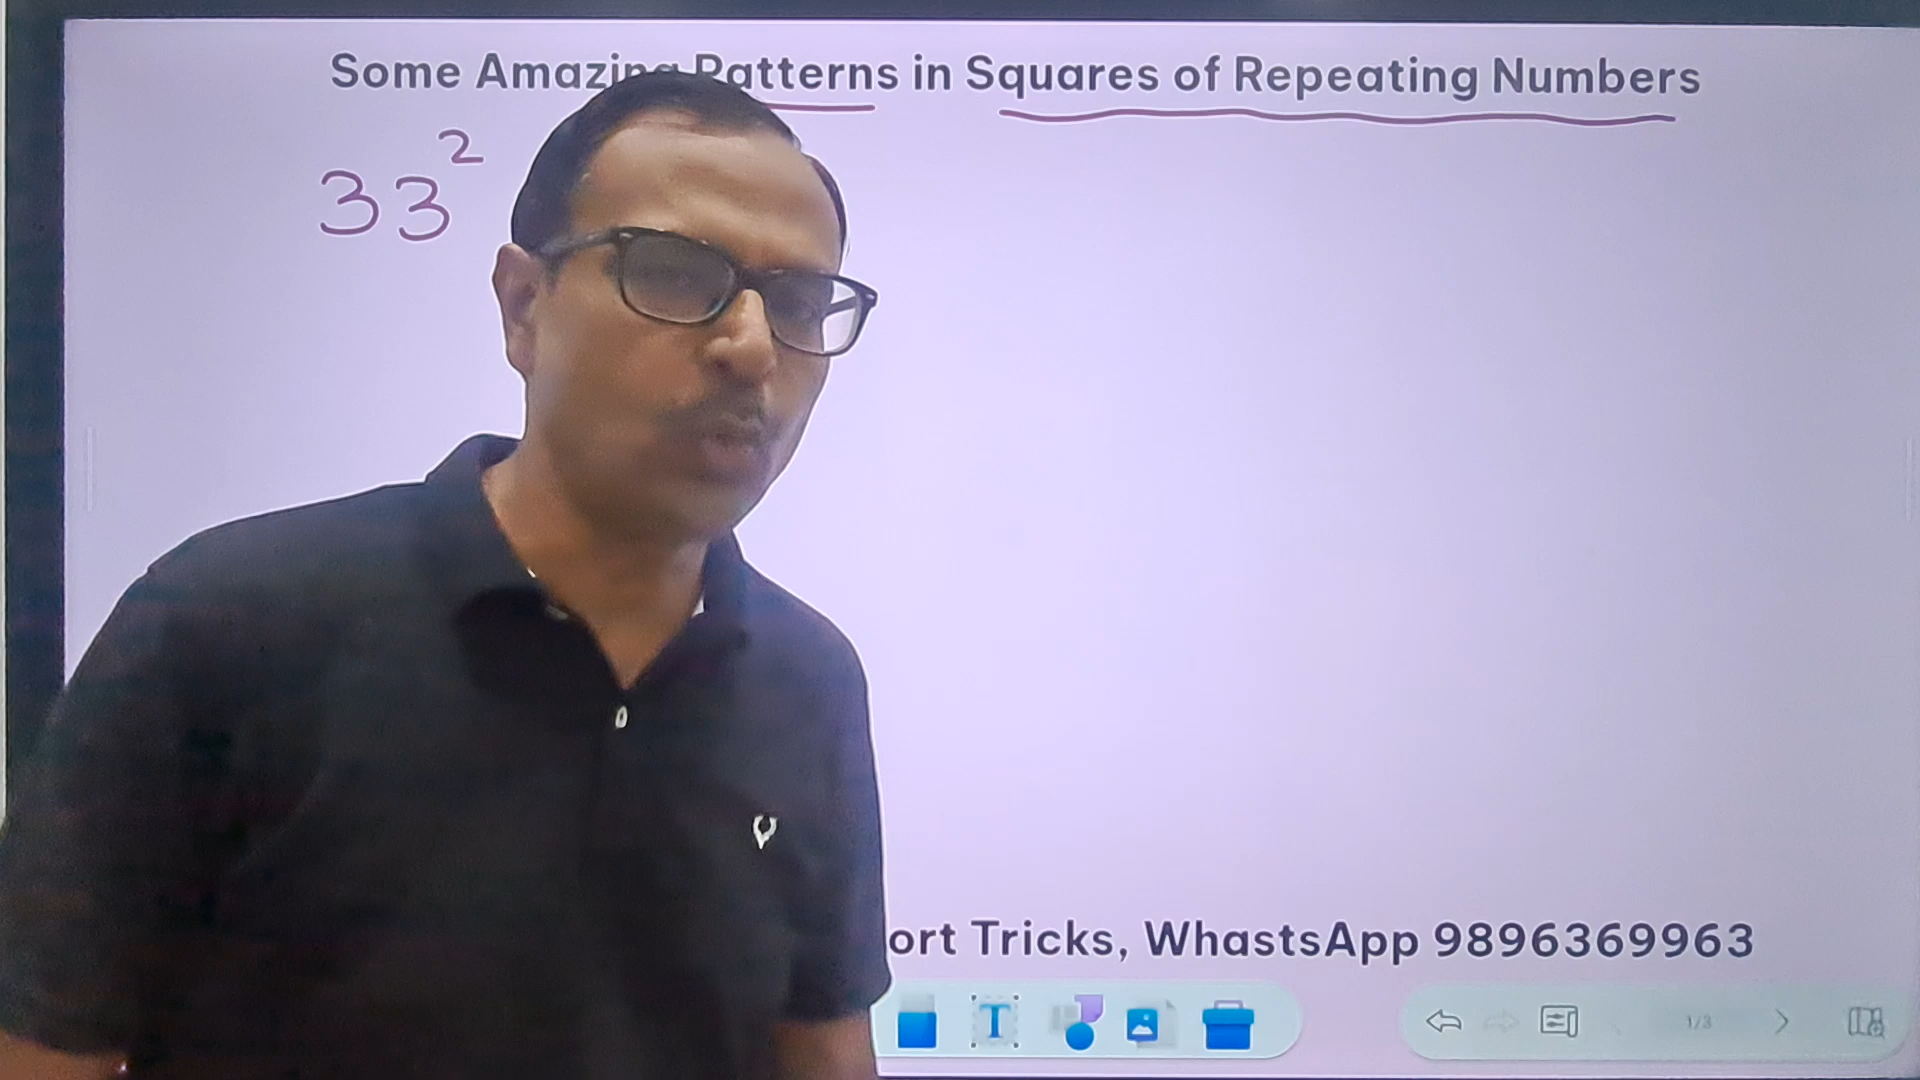 Some Amazing Patterns in Squares of Repeating Numbers
33²
ort Tricks, WhastsApp 9896369963
T
1/3